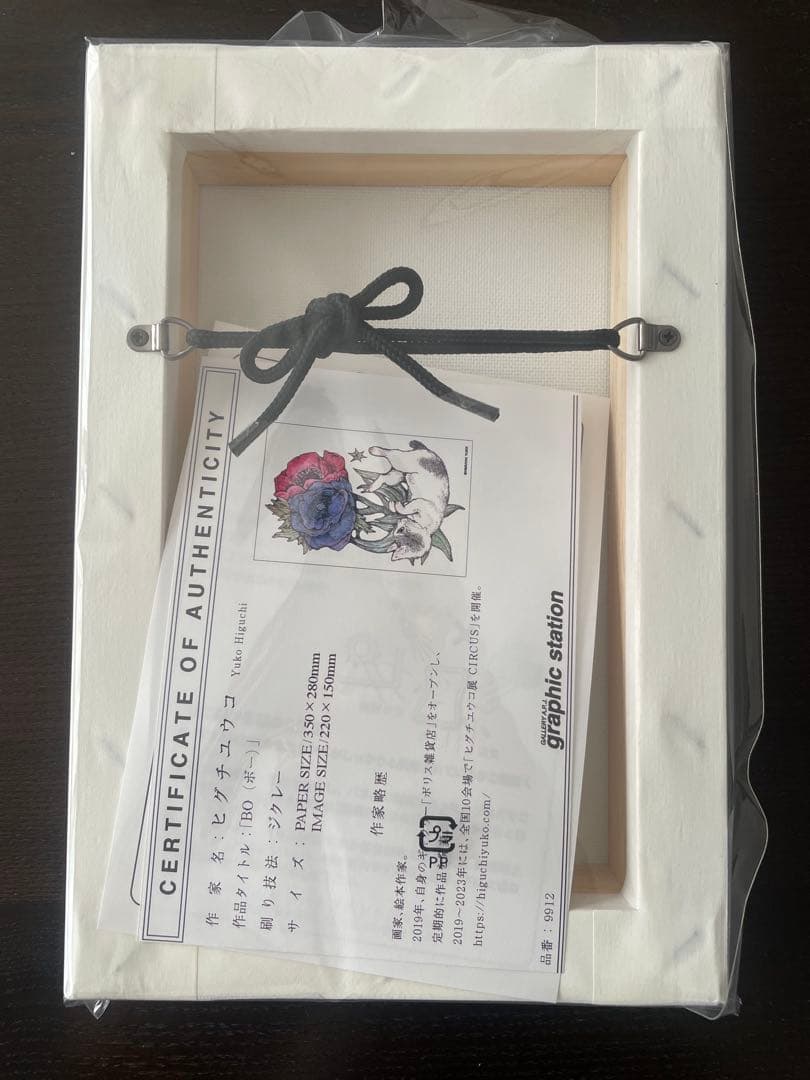 CERTIFICATE OF AUTHENTICITY
作家名：ヒグチユウコ Yuko Higuchi
作品タイトル：「BO（ボー）」
刷り技法：ジクレー
サイズ：PAPER SIZE/350×280mm
IMAGE SIZE/220×150mm
作家略歴
画家、絵本作家。
2019年、自身のギ ー「ボリス雑貨店」をオープンし、
定期的に作品を
2019～2023年には、全国10会場で「ヒグチユウコ展 CIRCUS」を開催。
https://higuchiyuko.com/
品番：9912
GALLERY A.P.J.
graphic station
PP